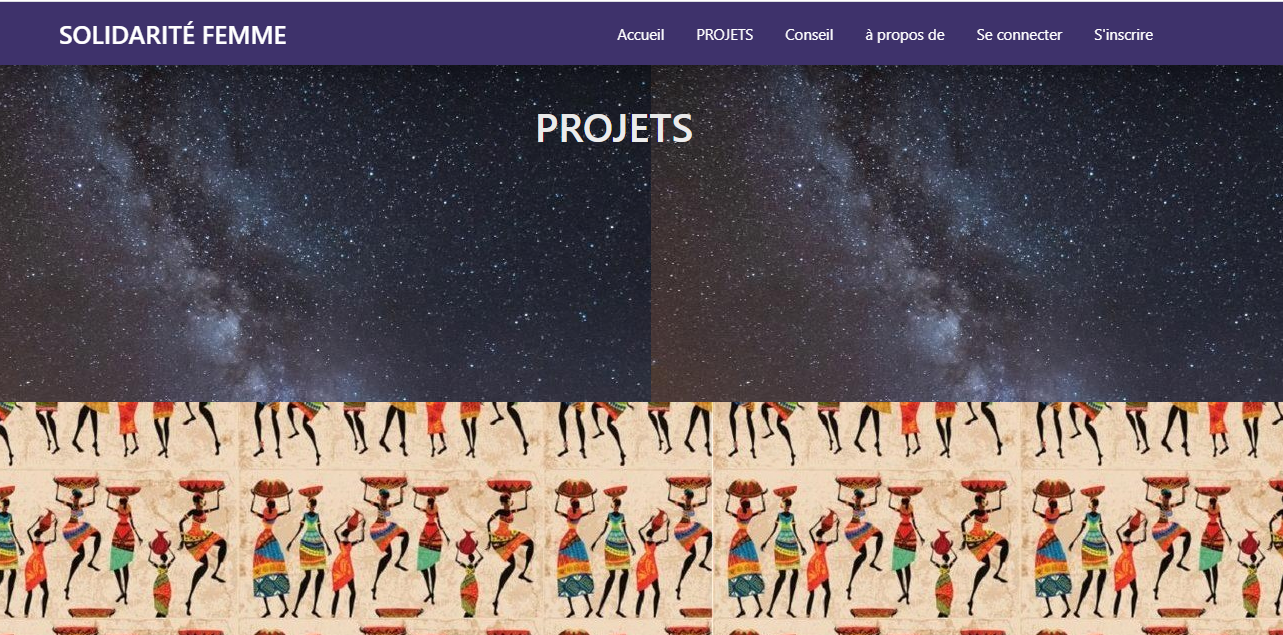 SOLIDARITÉ FEMME
Accueil PROJETS Conseil à propos de Se connecter S'inscrire
PROJETS